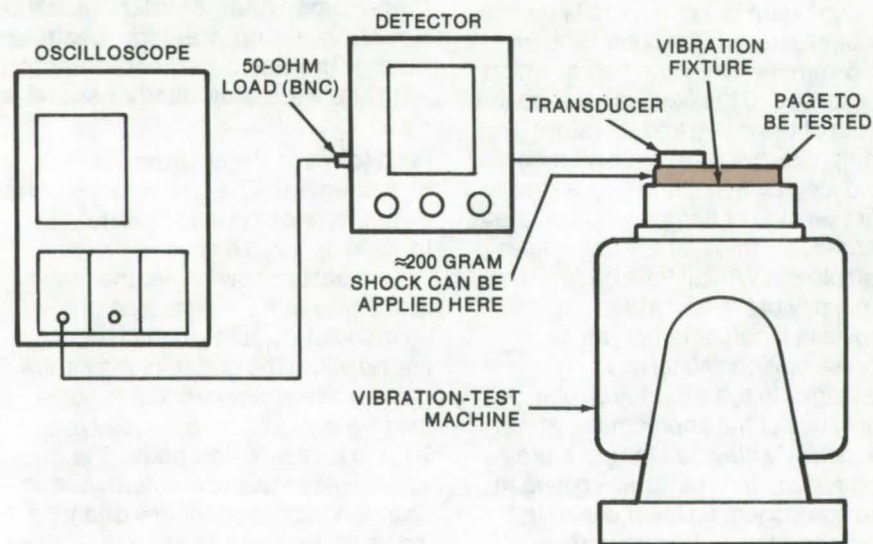 OSCILLOSCOPE
50-OHM
LOAD (BNC)
DETECTOR
TRANSDUCER
VIBRATION
FIXTURE
PAGE TO
BE TESTED
≈200 GRAM
SHOCK CAN BE
APPLIED HERE
VIBRATION-TEST
MACHINE